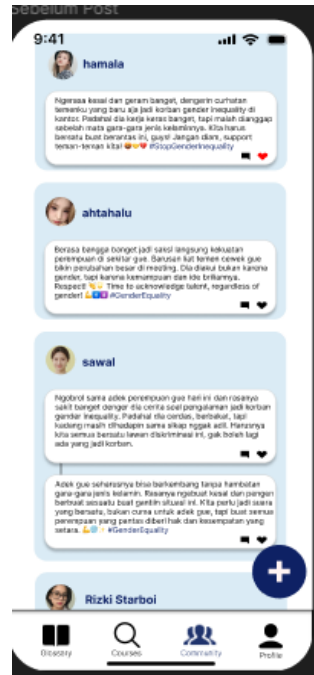 Sebelum Post
9:41
hamala
Ngerasa kesal dan geram banget, dengerin curhatan
temenku yang baru aja jadi korban gender inequality di
kantor. Padahal dia kerja keras banget, tapi malah dianggap
sebelah mata gara-gara jenis kelaminnya. Kita harus
bersatu buat berantas ini, guys! Jangan diam, support
teman-teman kita! #StopGenderInequality
ahtahalu
Berasa bangga banget jadi saksi langsung kekuatan
perempuan di sekitar gue. Barusan liat temen cewek gue
bikin perubahan besar di meeting. Dia diakui bukan karena
gender, tapi karena kemampuan dan ide briliannya.
Respect! Time to acknowledge talent, regardless of
gender! #GenderEquality
sawal
Ngobrol sama adek perempuan gue hari ini dan rasanya
sakit banget denger dia cerita soal pengalaman jadi korban
gender inequality. Padahal dia cerdas, berbakat, tapi
kadang masih dihadapin sama sikap nggak adil. Harusnya
kita semua bersatu lawan diskriminasi ini, gak boleh lagi
ada yang jadi korban.
Adek gue seharusnya bisa berkembang tanpa hambatan
gara-gara jenis kelamin. Rasanya ngebuat kesal dan pengen
berbuat sesuatu buat gantiin situasi ini. Kita perlu jadi suara
yang bersatu, bukan cuma untuk adek gue, tapi buat semua
perempuan yang pantas diberi hak dan kesempatan yang
setara. #GenderEquality
Rizki Starboi
Glossary
Courses
Community
Profile